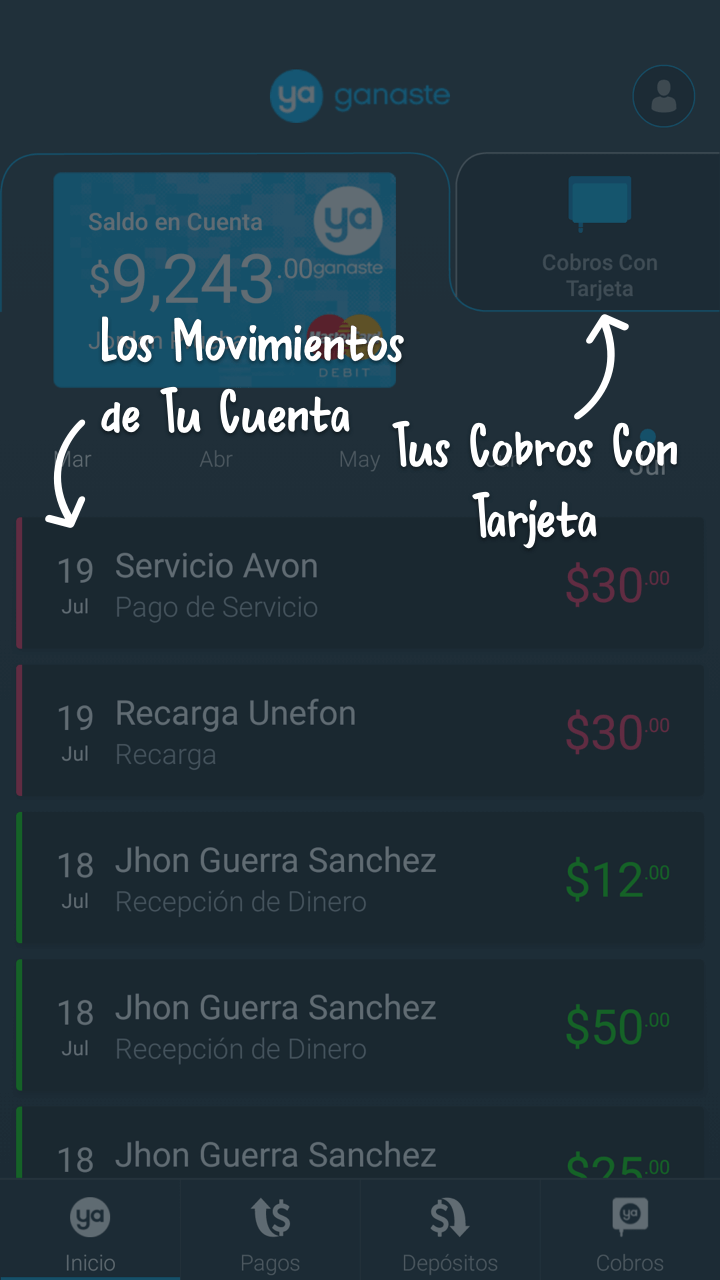 ya ganaste
Saldo en Cuenta
ya
$9,243.00
ganaste
Cobros Con
Tarjeta
Los Movimientos
de Tu Cuenta
DEBIT
Tus Cobros Con
Tarjeta
Mar
Abr
May
Jul
19
Jul
Servicio Avon
Pago de Servicio
$30.00
19
Jul
Recarga Unefon
Recarga
$30.00
18
Jul
Jhon Guerra Sanchez
Recepción de Dinero
$12.00
18
Jul
Jhon Guerra Sanchez
Recepción de Dinero
$50.00
18
Jhon Guerra Sanchez
$25.00
ya
$
$
ya
Inicio
Pagos
Depósitos
Cobros